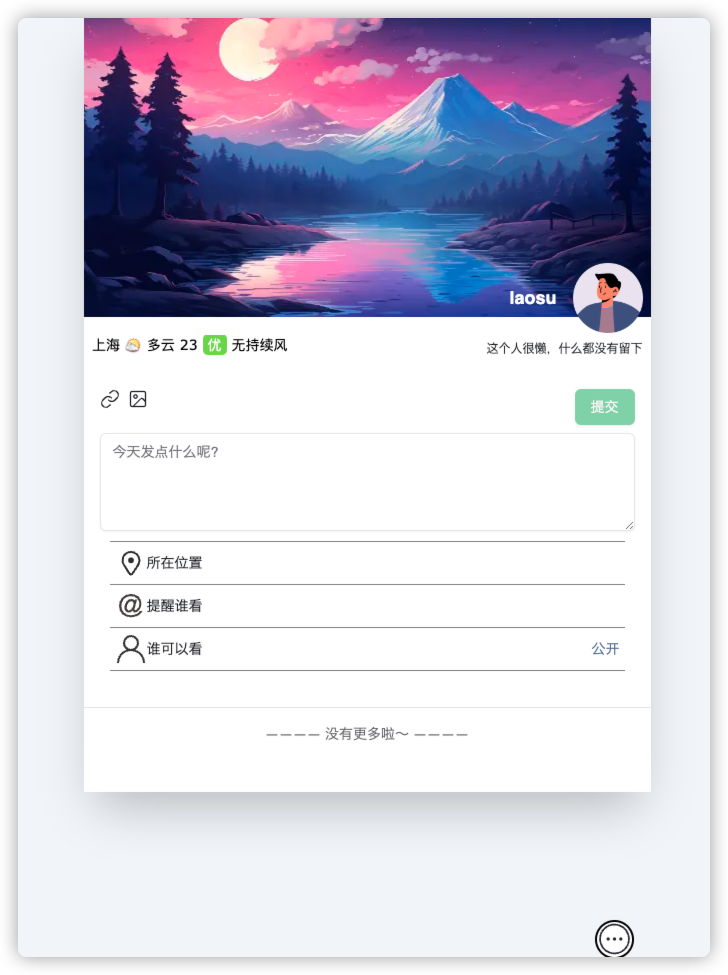 laosu
上海 多云 23 优 无持续风
这个人很懒，什么都没有留下
提交
今天发点什么呢?
所在位置
@ 提醒谁看
谁可以看 公开
———— 没有更多啦～ ————